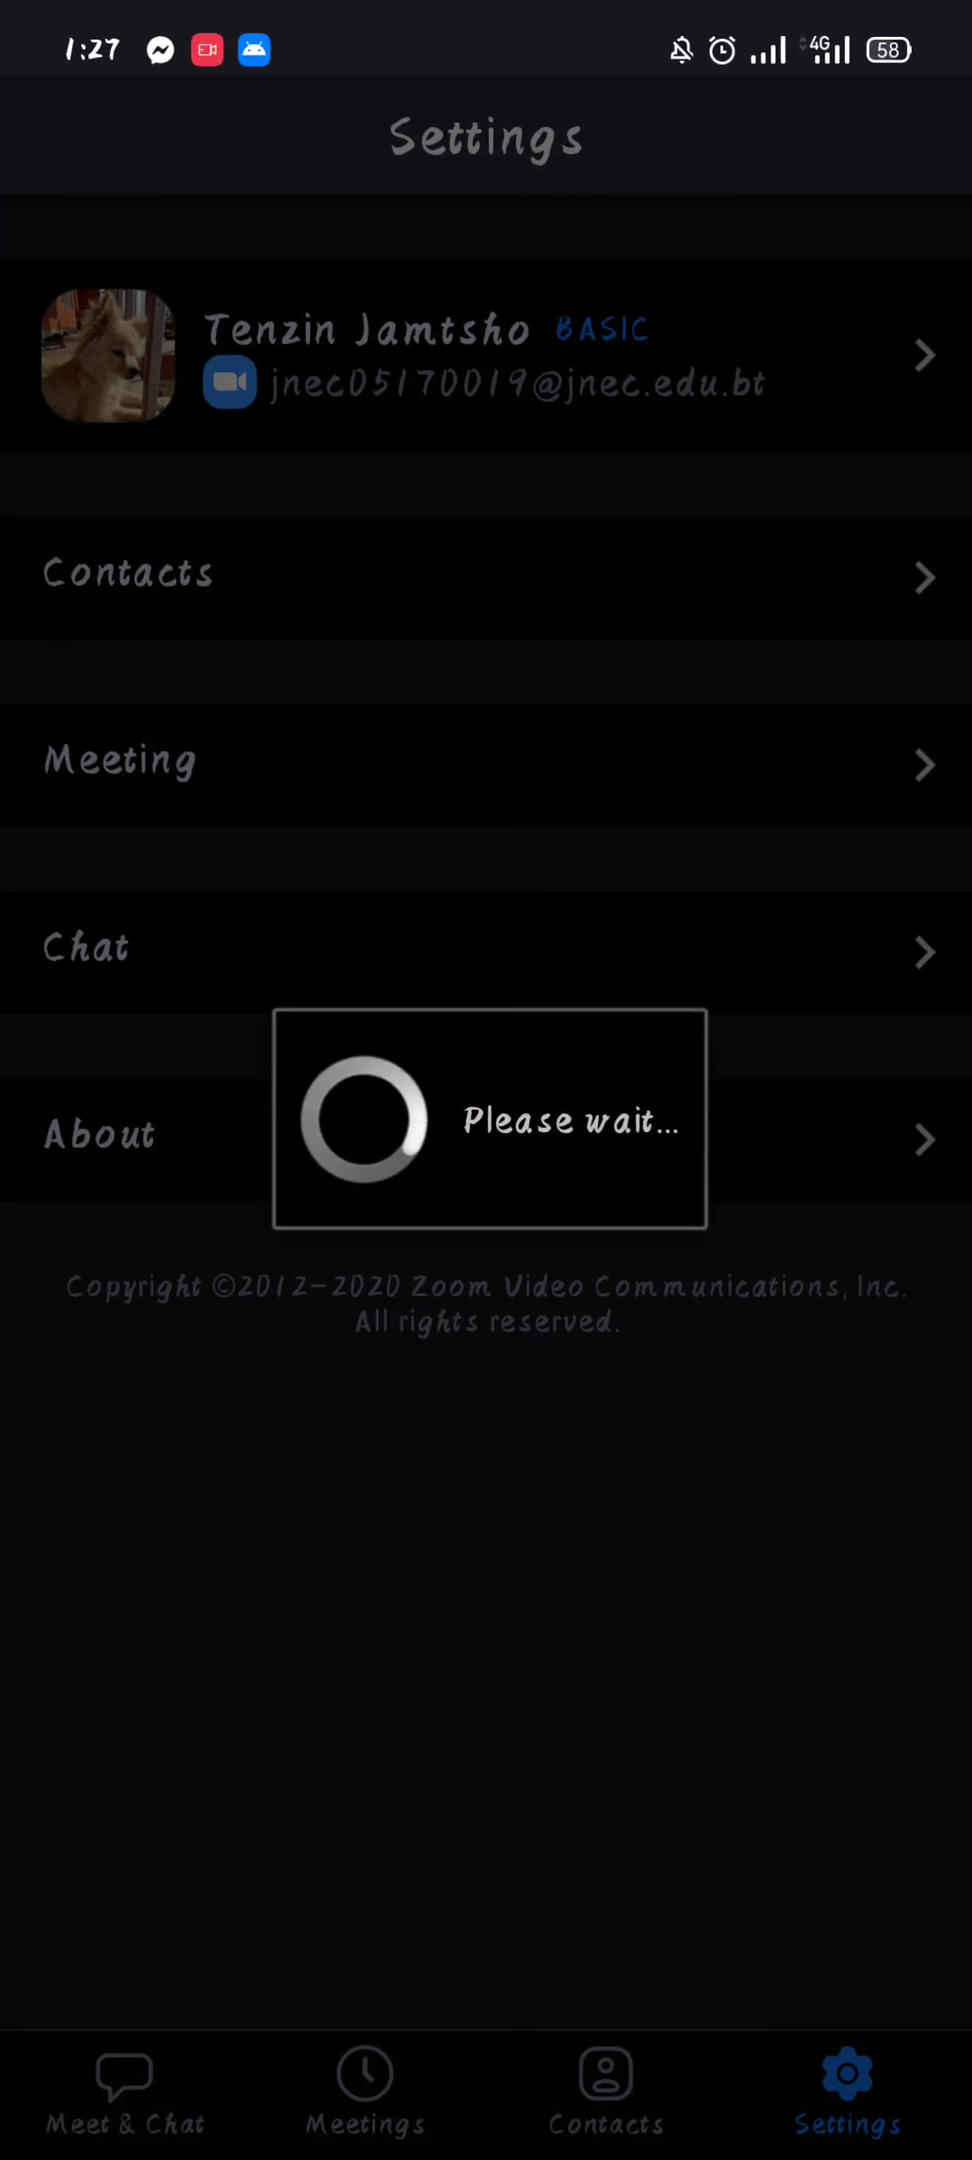 1:27
4G
58
Settings
Tenzin Jamtsho BASIC
jnec05170019@jnec.edu.bt
Contacts
Meeting
Chat
Please wait...
About
Copyright ©2012-2020 Zoom Video Communications, Inc.
All rights reserved.
Meet & Chat
Meetings
Contacts
Settings